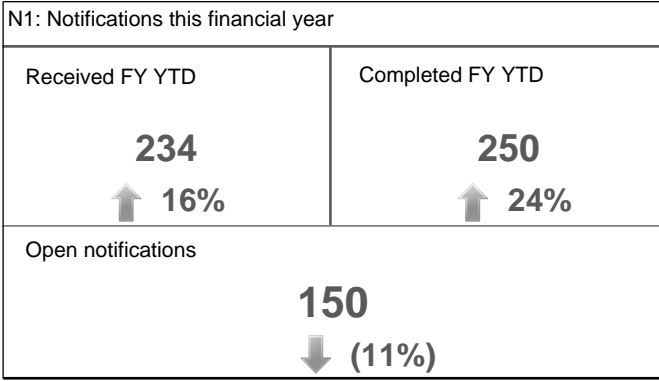 N1: Notifications this financial year
Received FY YTD
234
16%
Completed FY YTD
250
24%
Open notifications
150
(11%)